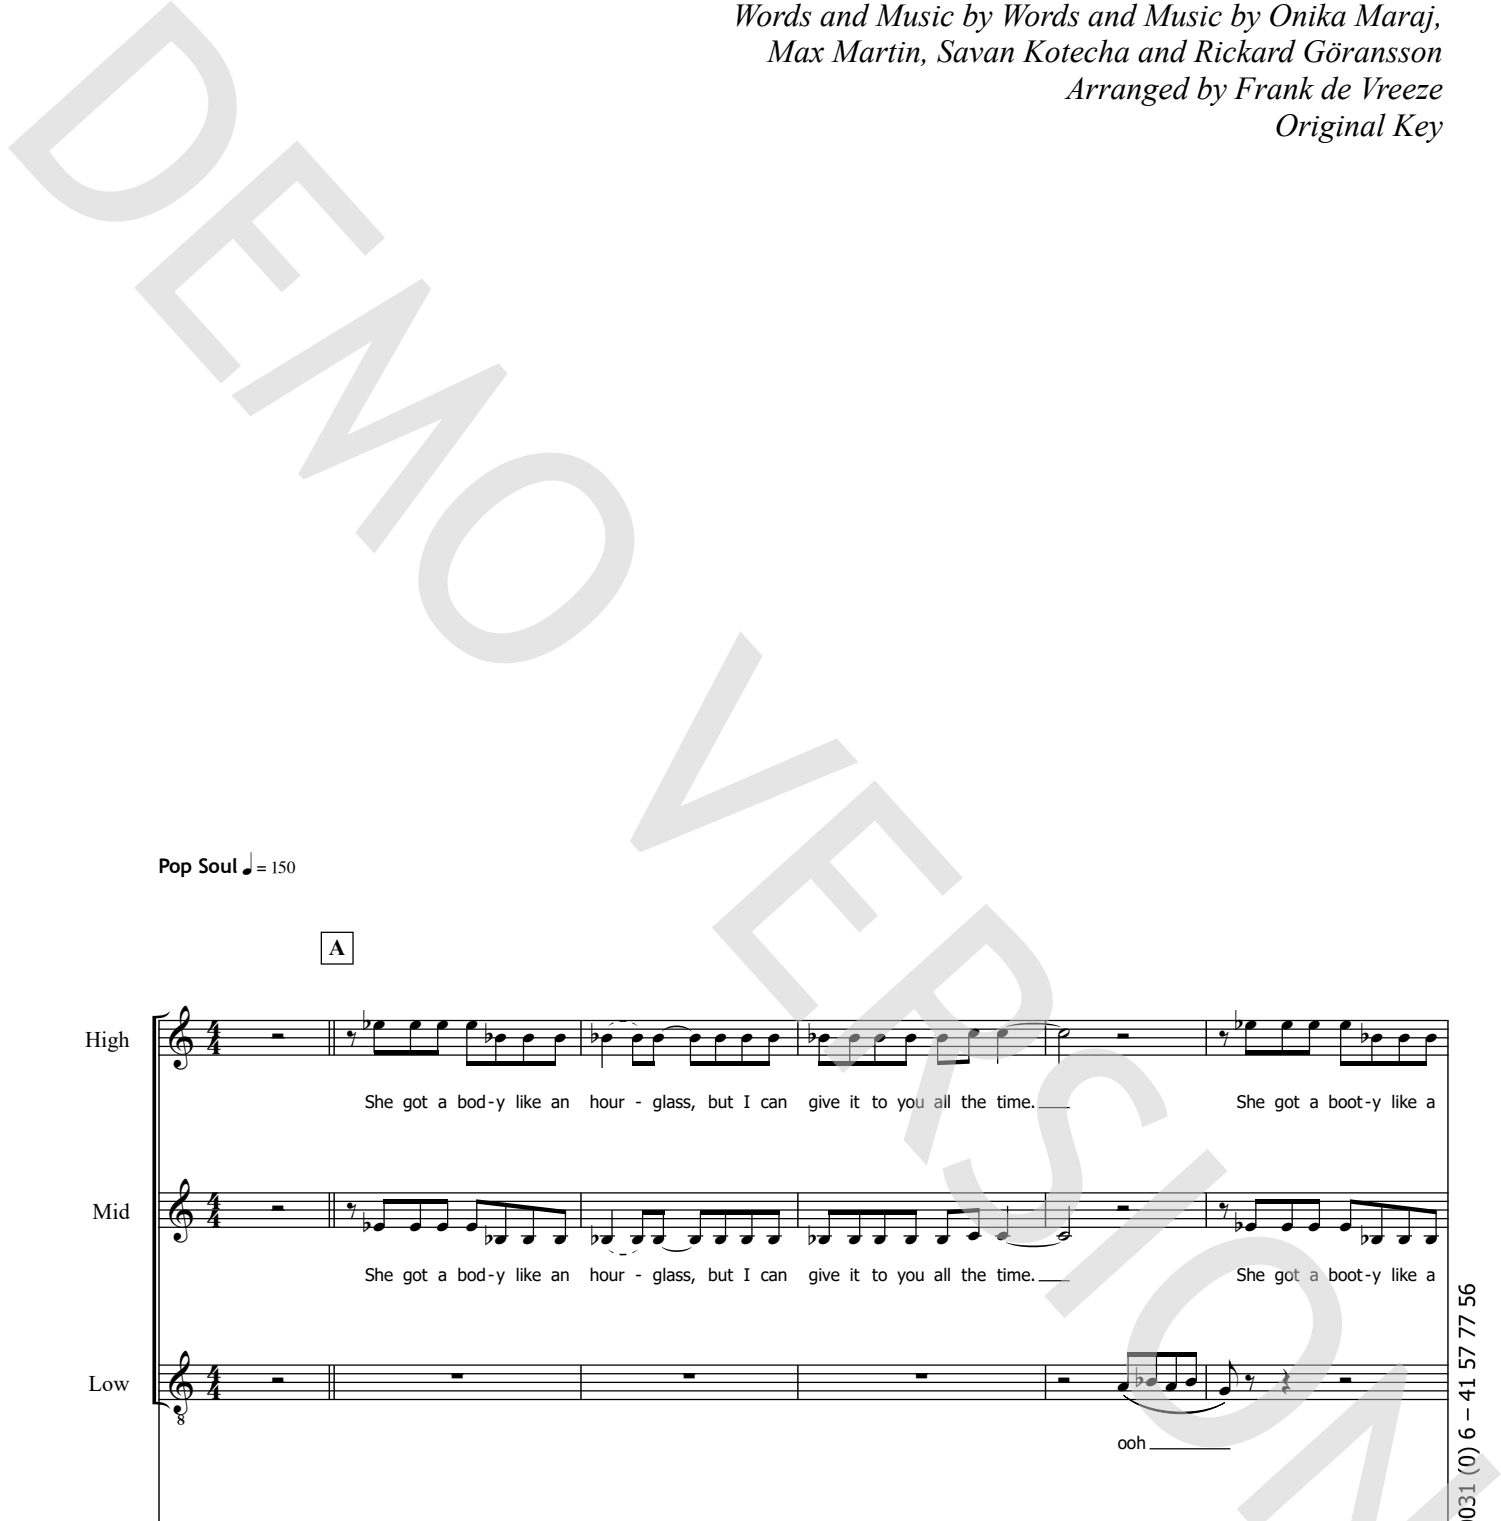 Words and Music by Words and Music by Onika Maraj,
Max Martin, Savan Kotecha and Rickard Göransson
Arranged by Frank de Vreeze
Original Key
DEMO VERSION
Pop Soul ♩ = 150
A
High
She got a bod-y like an hour - glass, but I can give it to you all the time. She got a boot-y like a
Mid
She got a bod-y like an hour - glass, but I can give it to you all the time. She got a boot-y like a
Low
8
ooh
0031 (0) 6 – 41 57 77 56